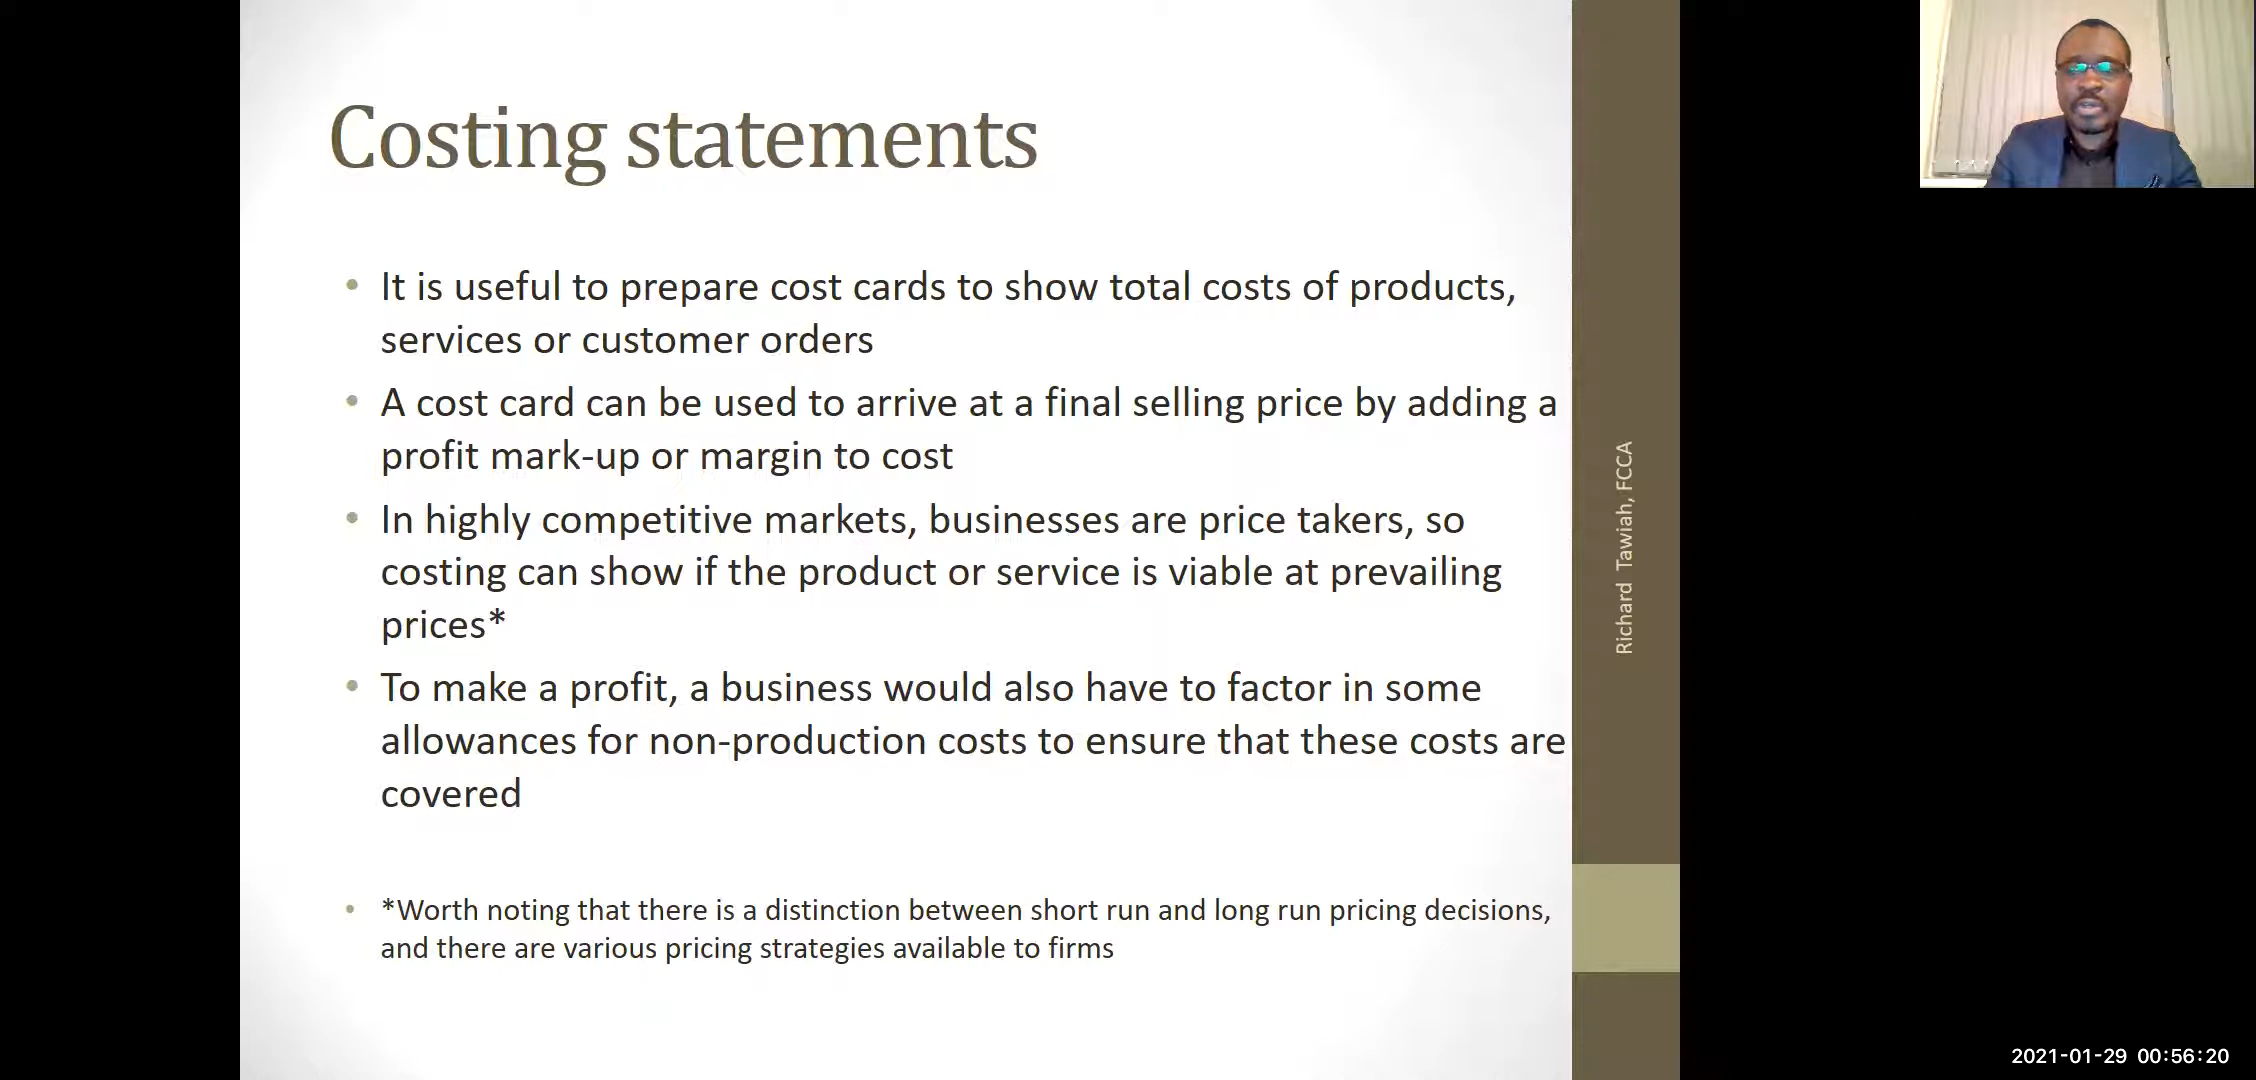 Costing statements
• It is useful to prepare cost cards to show total costs of products,
services or customer orders
• A cost card can be used to arrive at a final selling price by adding a
profit mark-up or margin to cost
• In highly competitive markets, businesses are price takers, so
costing can show if the product or service is viable at prevailing
prices*
• To make a profit, a business would also have to factor in some
allowances for non-production costs to ensure that these costs are
covered
• *Worth noting that there is a distinction between short run and long run pricing decisions,
and there are various pricing strategies available to firms
Richard Tawiah, FCCA
2021-01-29 00:56:20